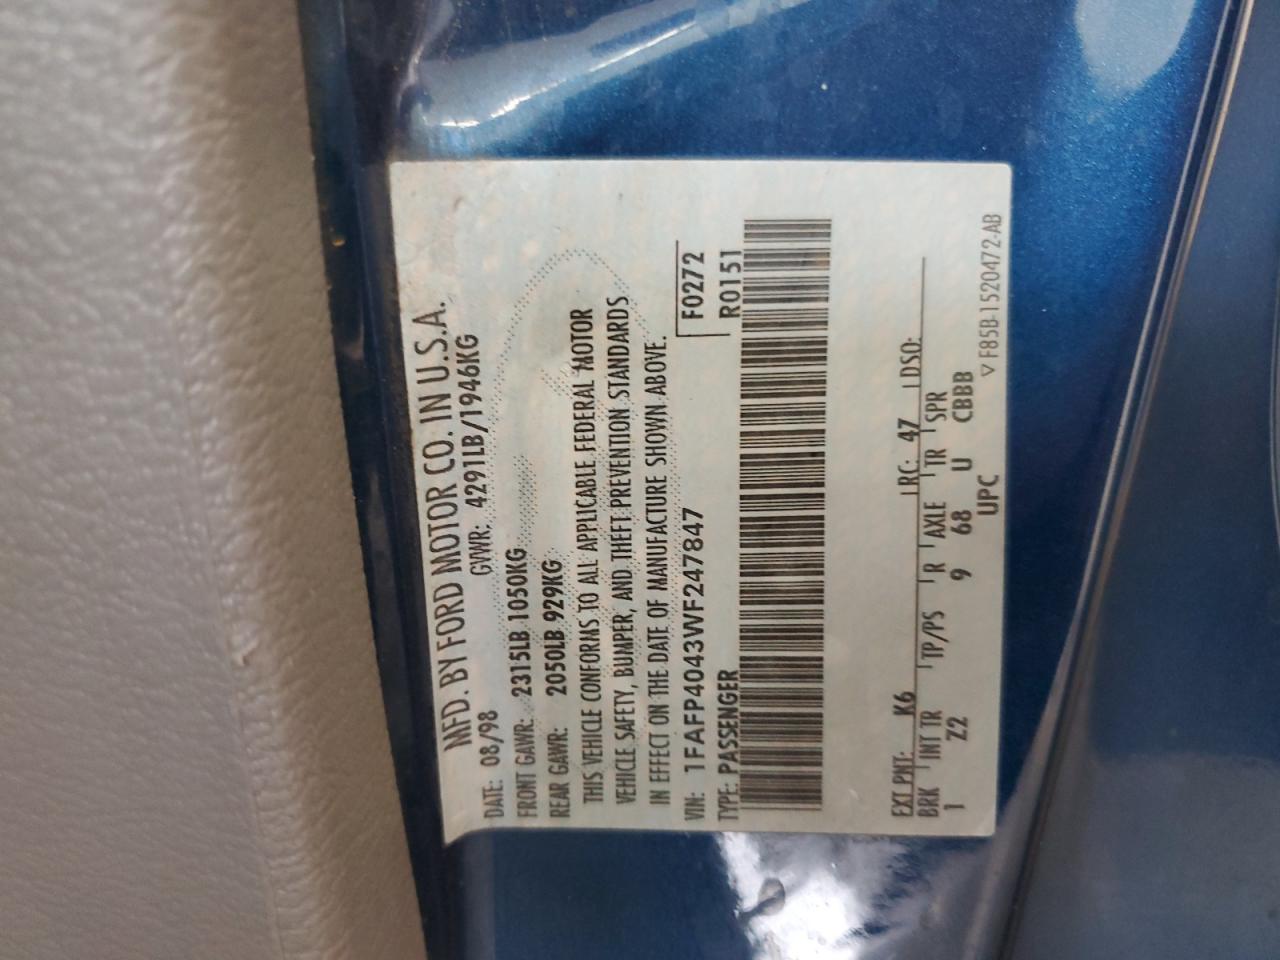 MFD. BY FORD MOTOR CO. IN U.S.A.
DATE: 08/98 GVWR: 4291LB/1946KG
FRONT GAWR: 2315LB 1050KG
REAR GAWR: 2050LB 929KG
THIS VEHICLE CONFORMS TO ALL APPLICABLE FEDERAL MOTOR
VEHICLE SAFETY, BUMPER, AND THEFT PREVENTION STANDARDS
IN EFFECT ON THE DATE OF MANUFACTURE SHOWN ABOVE.
VIN: 1FAFP4043WF247847 F0272
TYPE: PASSENGER R0151
EXT PNT: K6 RC: 47 DSO:
BRK INT TR TP/PS R AXLE TR SPR
1 Z2 9 68 U CBBB
UPC ▽F85B-1520472-AB